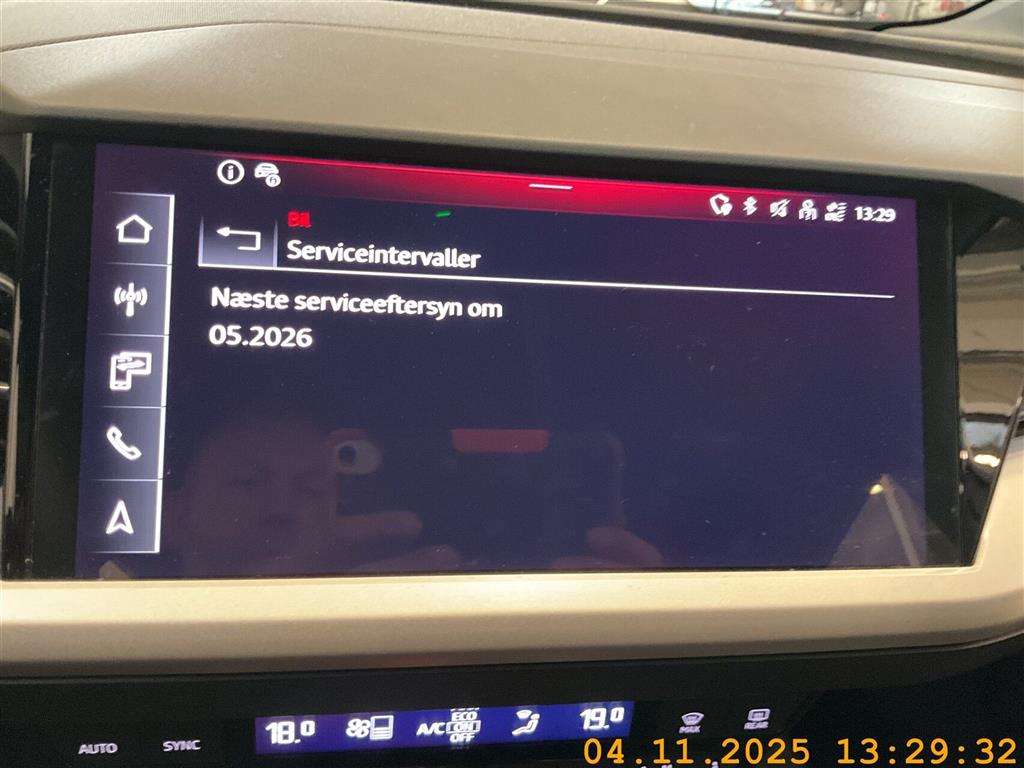 13:29
Bil
Serviceintervaller
Næste serviceeftersyn om
05.2026
18.0
A/C
ECO
ON
OFF
19.0
AUTO
SYNC
REAR
04.11.2025 13:29:32